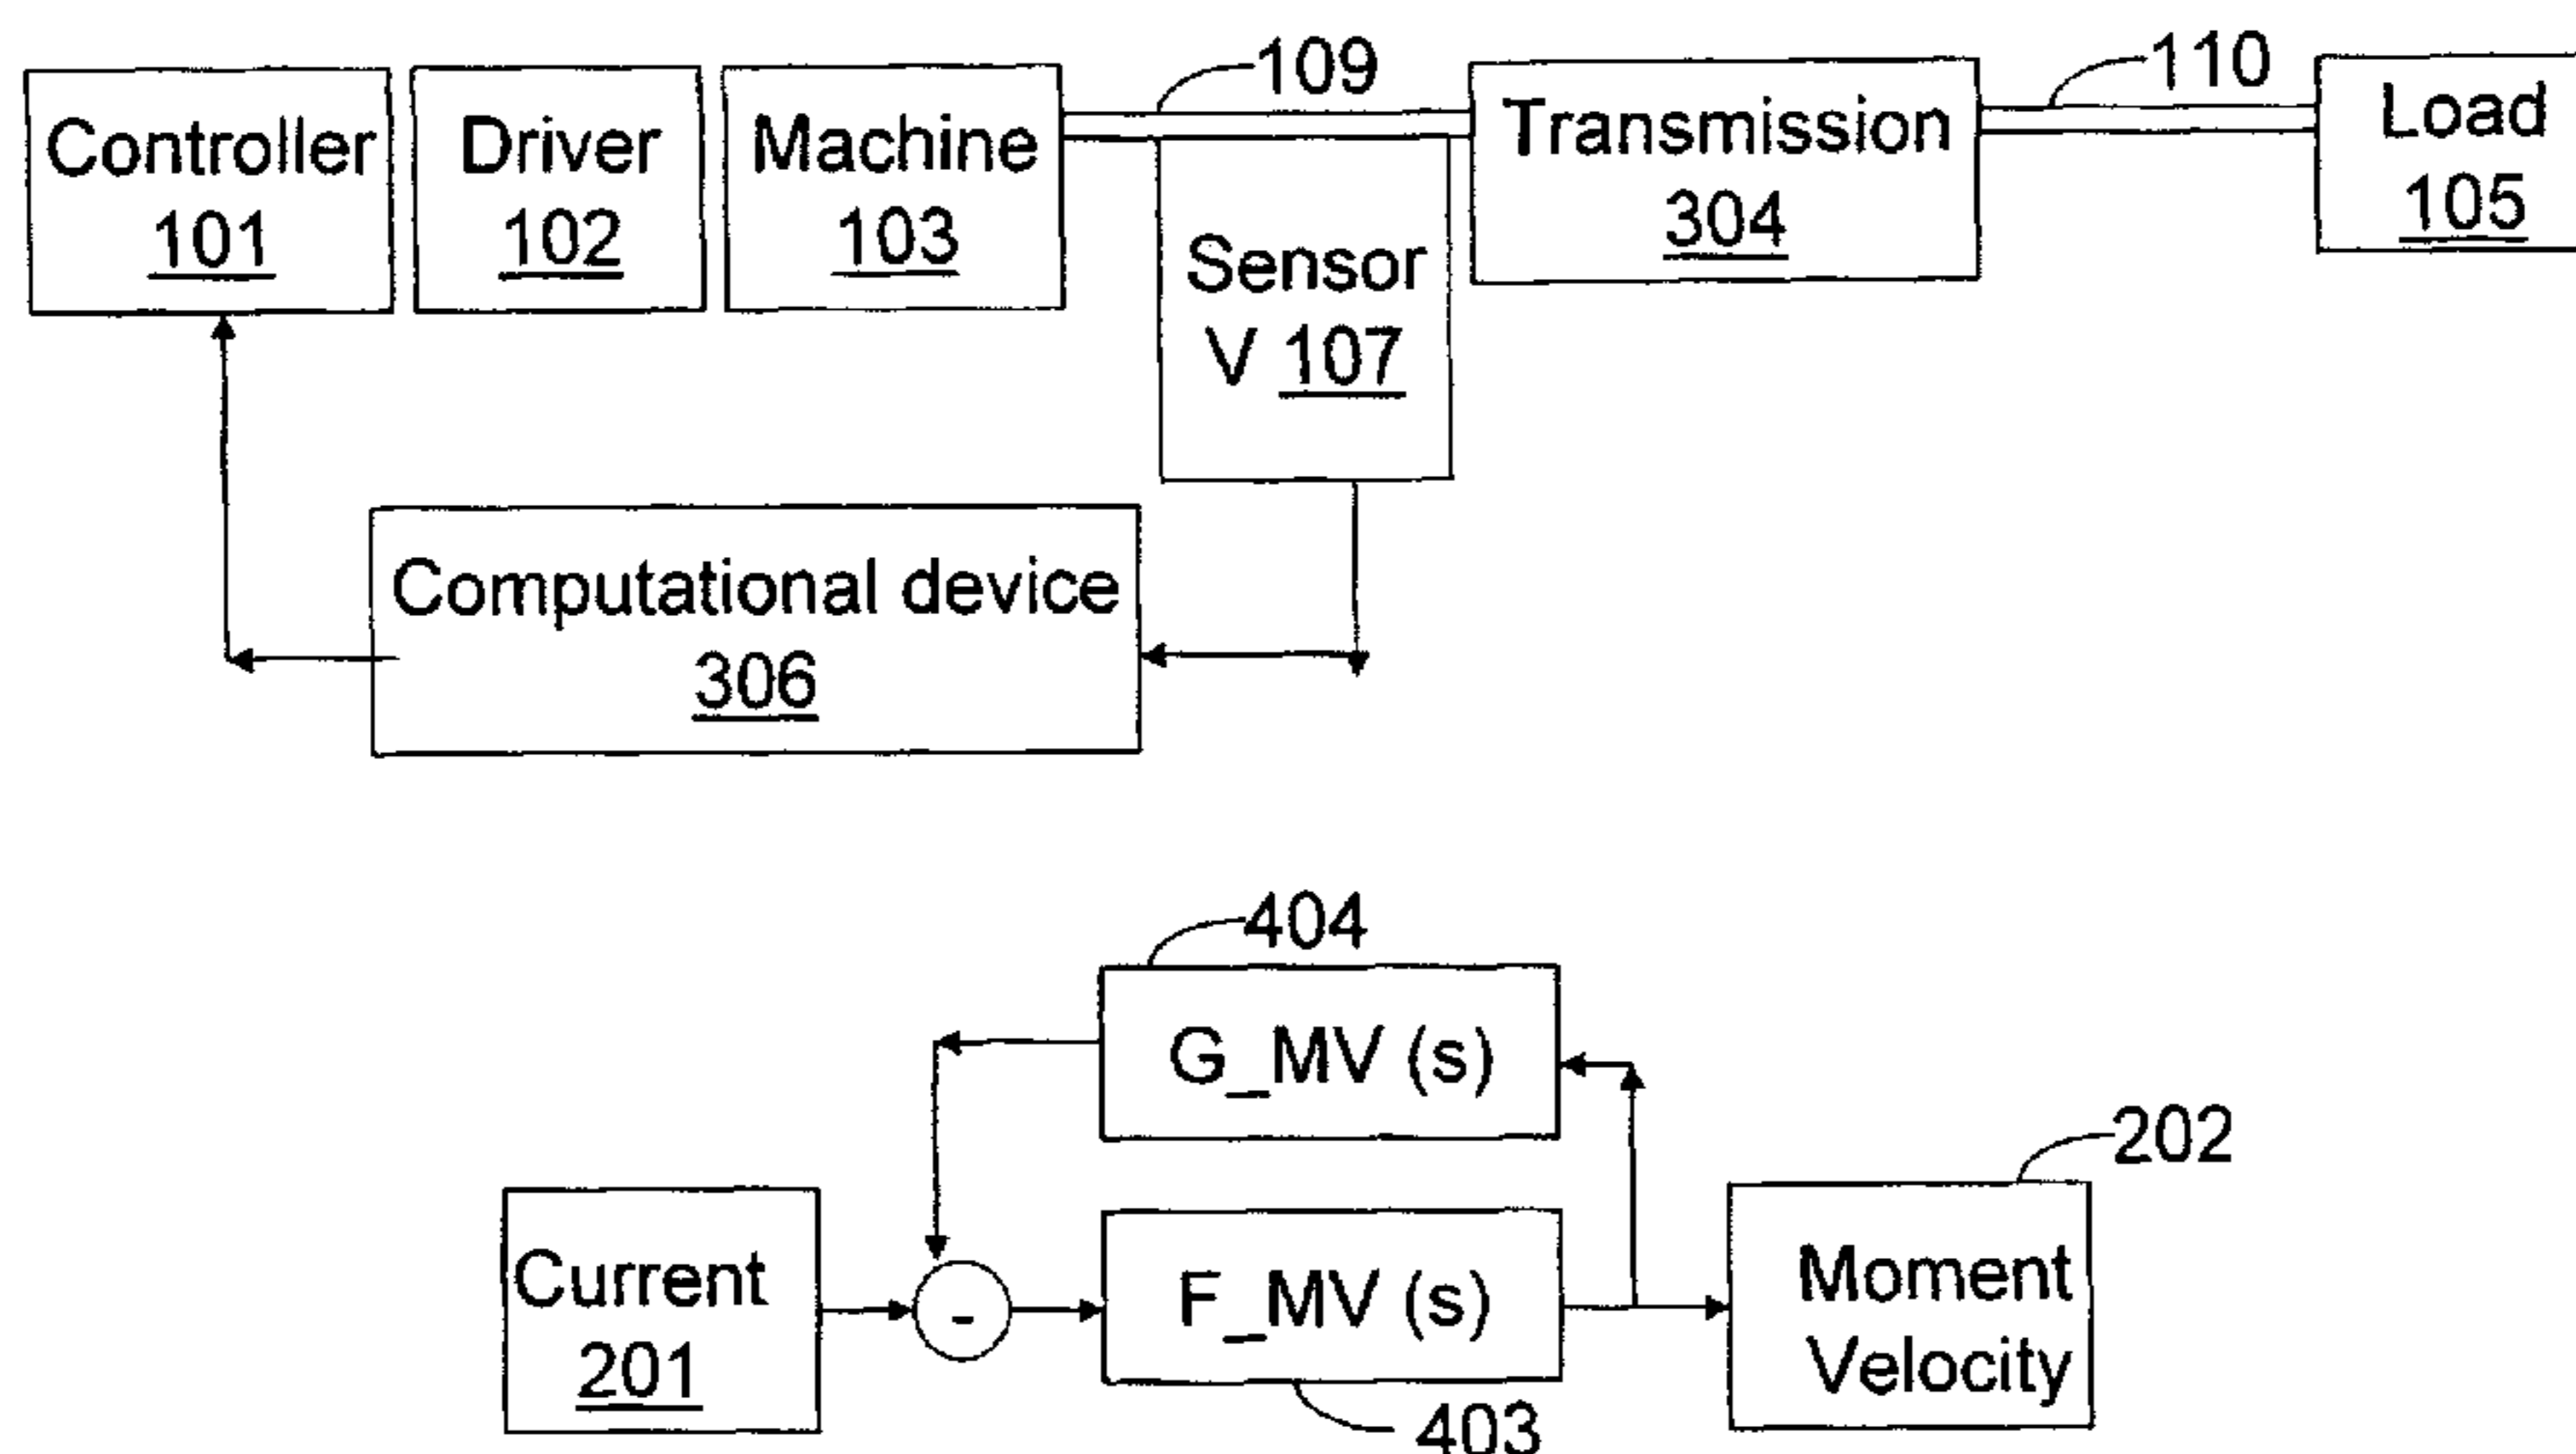 109
110
Controller
101
Driver
102
Machine
103
Transmission
304
Load
105
Sensor
V 107
Computational device
306
404
G_MV (s)
202
Current
201
-
F_MV (s)
403
Moment
Velocity